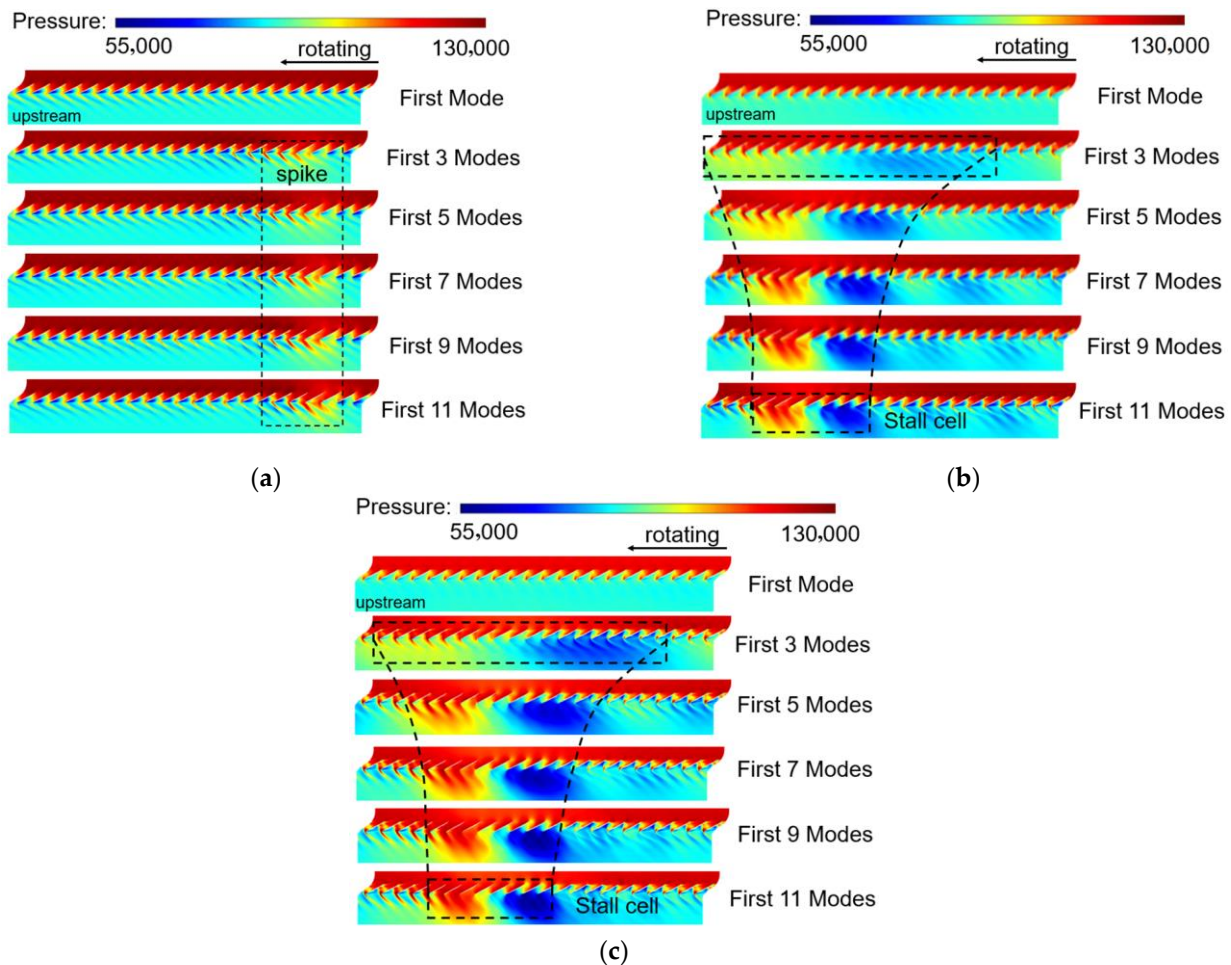 Pressure:
55,000 130,000
rotating
First Mode
upstream
First 3 Modes
spike
First 5 Modes
First 7 Modes
First 9 Modes
First 11 Modes
(a)
Pressure:
55,000 130,000
rotating
First Mode
upstream
First 3 Modes
First 5 Modes
First 7 Modes
First 9 Modes
First 11 Modes
Stall cell
(b)
Pressure:
55,000 130,000
rotating
First Mode
upstream
First 3 Modes
First 5 Modes
First 7 Modes
First 9 Modes
First 11 Modes
Stall cell
(c)